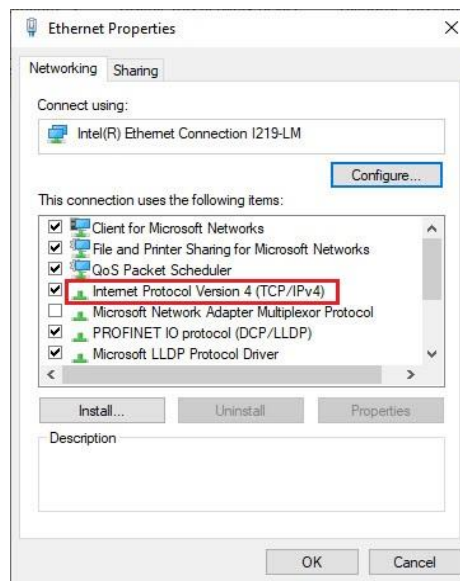 Ethernet Properties
Networking Sharing
Connect using:
Intel(R) Ethernet Connection I219-LM
Configure...
This connection uses the following items:
Client for Microsoft Networks
File and Printer Sharing for Microsoft Networks
QoS Packet Scheduler
Internet Protocol Version 4 (TCP/IPv4)
Microsoft Network Adapter Multiplexor Protocol
PROFINET IO protocol (DCP/LLDP)
Microsoft LLDP Protocol Driver
Install... Uninstall Properties
Description
OK Cancel